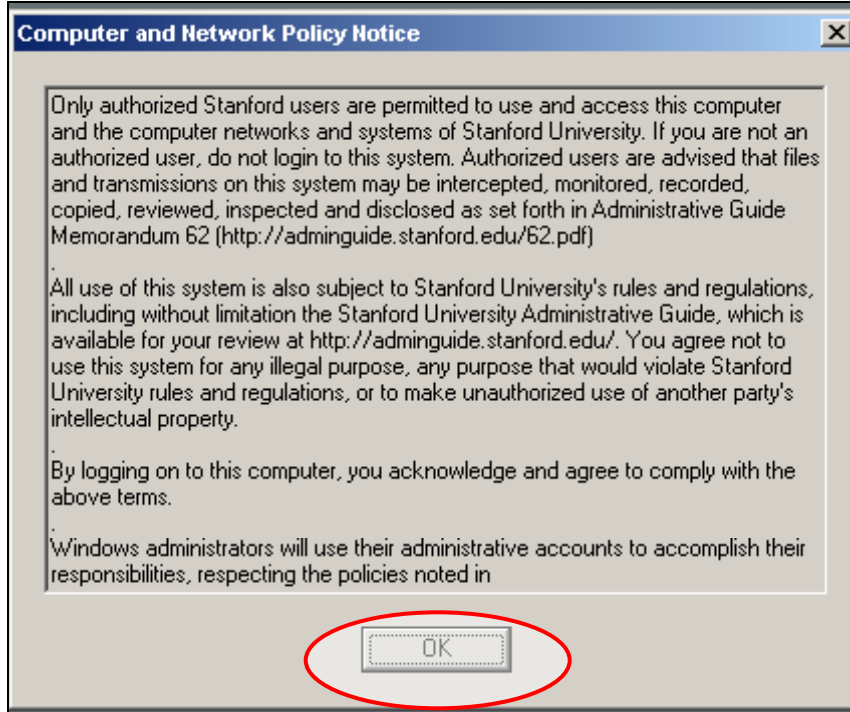 Computer and Network Policy Notice
Only authorized Stanford users are permitted to use and access this computer
and the computer networks and systems of Stanford University. If you are not an
authorized user, do not login to this system. Authorized users are advised that files
and transmissions on this system may be intercepted, monitored, recorded,
copied, reviewed, inspected and disclosed as set forth in Administrative Guide
Memorandum 62 (http://adminguide.stanford.edu/62.pdf)
.
All use of this system is also subject to Stanford University's rules and regulations,
including without limitation the Stanford University Administrative Guide, which is
available for your review at http://adminguide.stanford.edu/. You agree not to
use this system for any illegal purpose, any purpose that would violate Stanford
University rules and regulations, or to make unauthorized use of another party's
intellectual property.
.
By logging on to this computer, you acknowledge and agree to comply with the
above terms.
.
Windows administrators will use their administrative accounts to accomplish their
responsibilities, respecting the policies noted in
OK